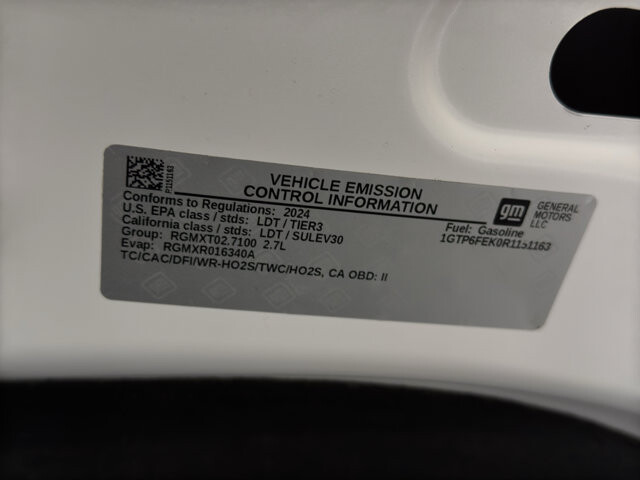 VEHICLE EMISSION
CONTROL INFORMATION
Conforms to Regulations: 2024
U.S. EPA class / stds: LDT / TIER3
California class / stds: LDT / SULEV30
Group: RGMXT02.7100 2.7L
Evap: RGMXR016340A
TC/CAC/DFI/WR-HO2S/TWC/HO2S, CA OBD: II
gm
GENERAL
MOTORS
LLC
Fuel: Gasoline
1GTP6FEK0R1151163